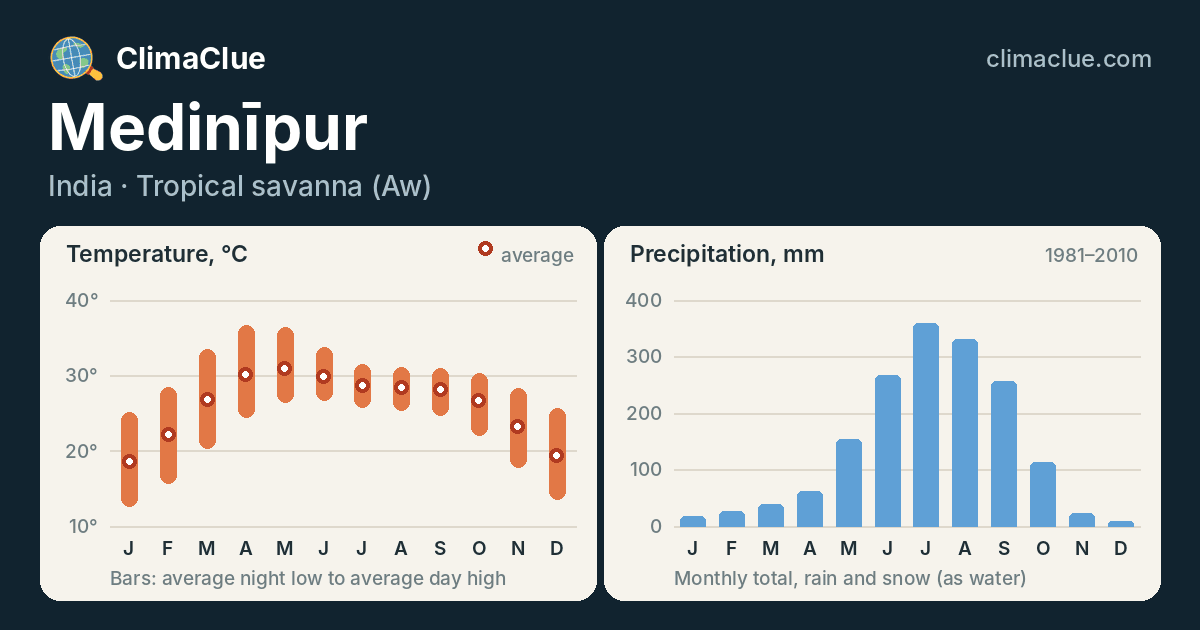 ClimaClue
climaclue.com
Medinīpur
India · Tropical savanna (Aw)
Temperature, °C
average
40°
30°
20°
10°
J F M A M J J A S O N D
Bars: average night low to average day high
Precipitation, mm
1981–2010
400
300
200
100
0
J F M A M J J A S O N D
Monthly total, rain and snow (as water)